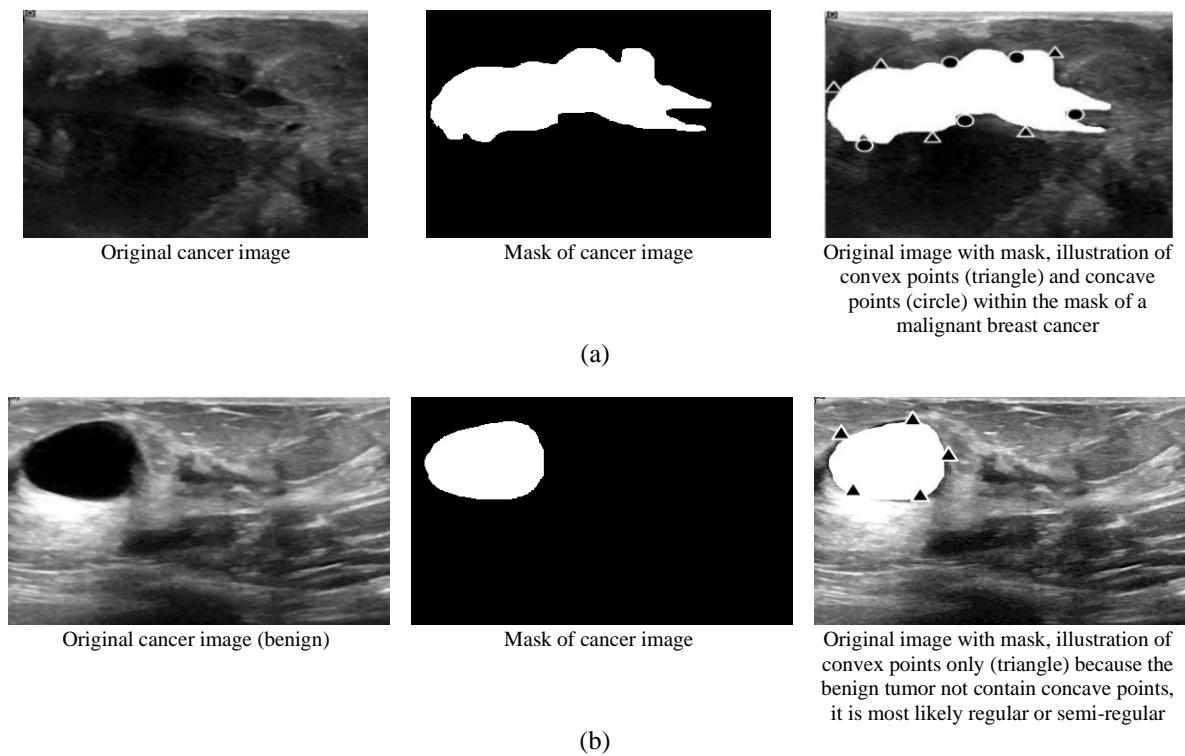 Original cancer image
Mask of cancer image
Original image with mask, illustration of
convex points (triangle) and concave
points (circle) within the mask of a
malignant breast cancer
(a)
Original cancer image (benign)
Mask of cancer image
Original image with mask, illustration of
convex points only (triangle) because the
benign tumor not contain concave points,
it is most likely regular or semi-regular
(b)